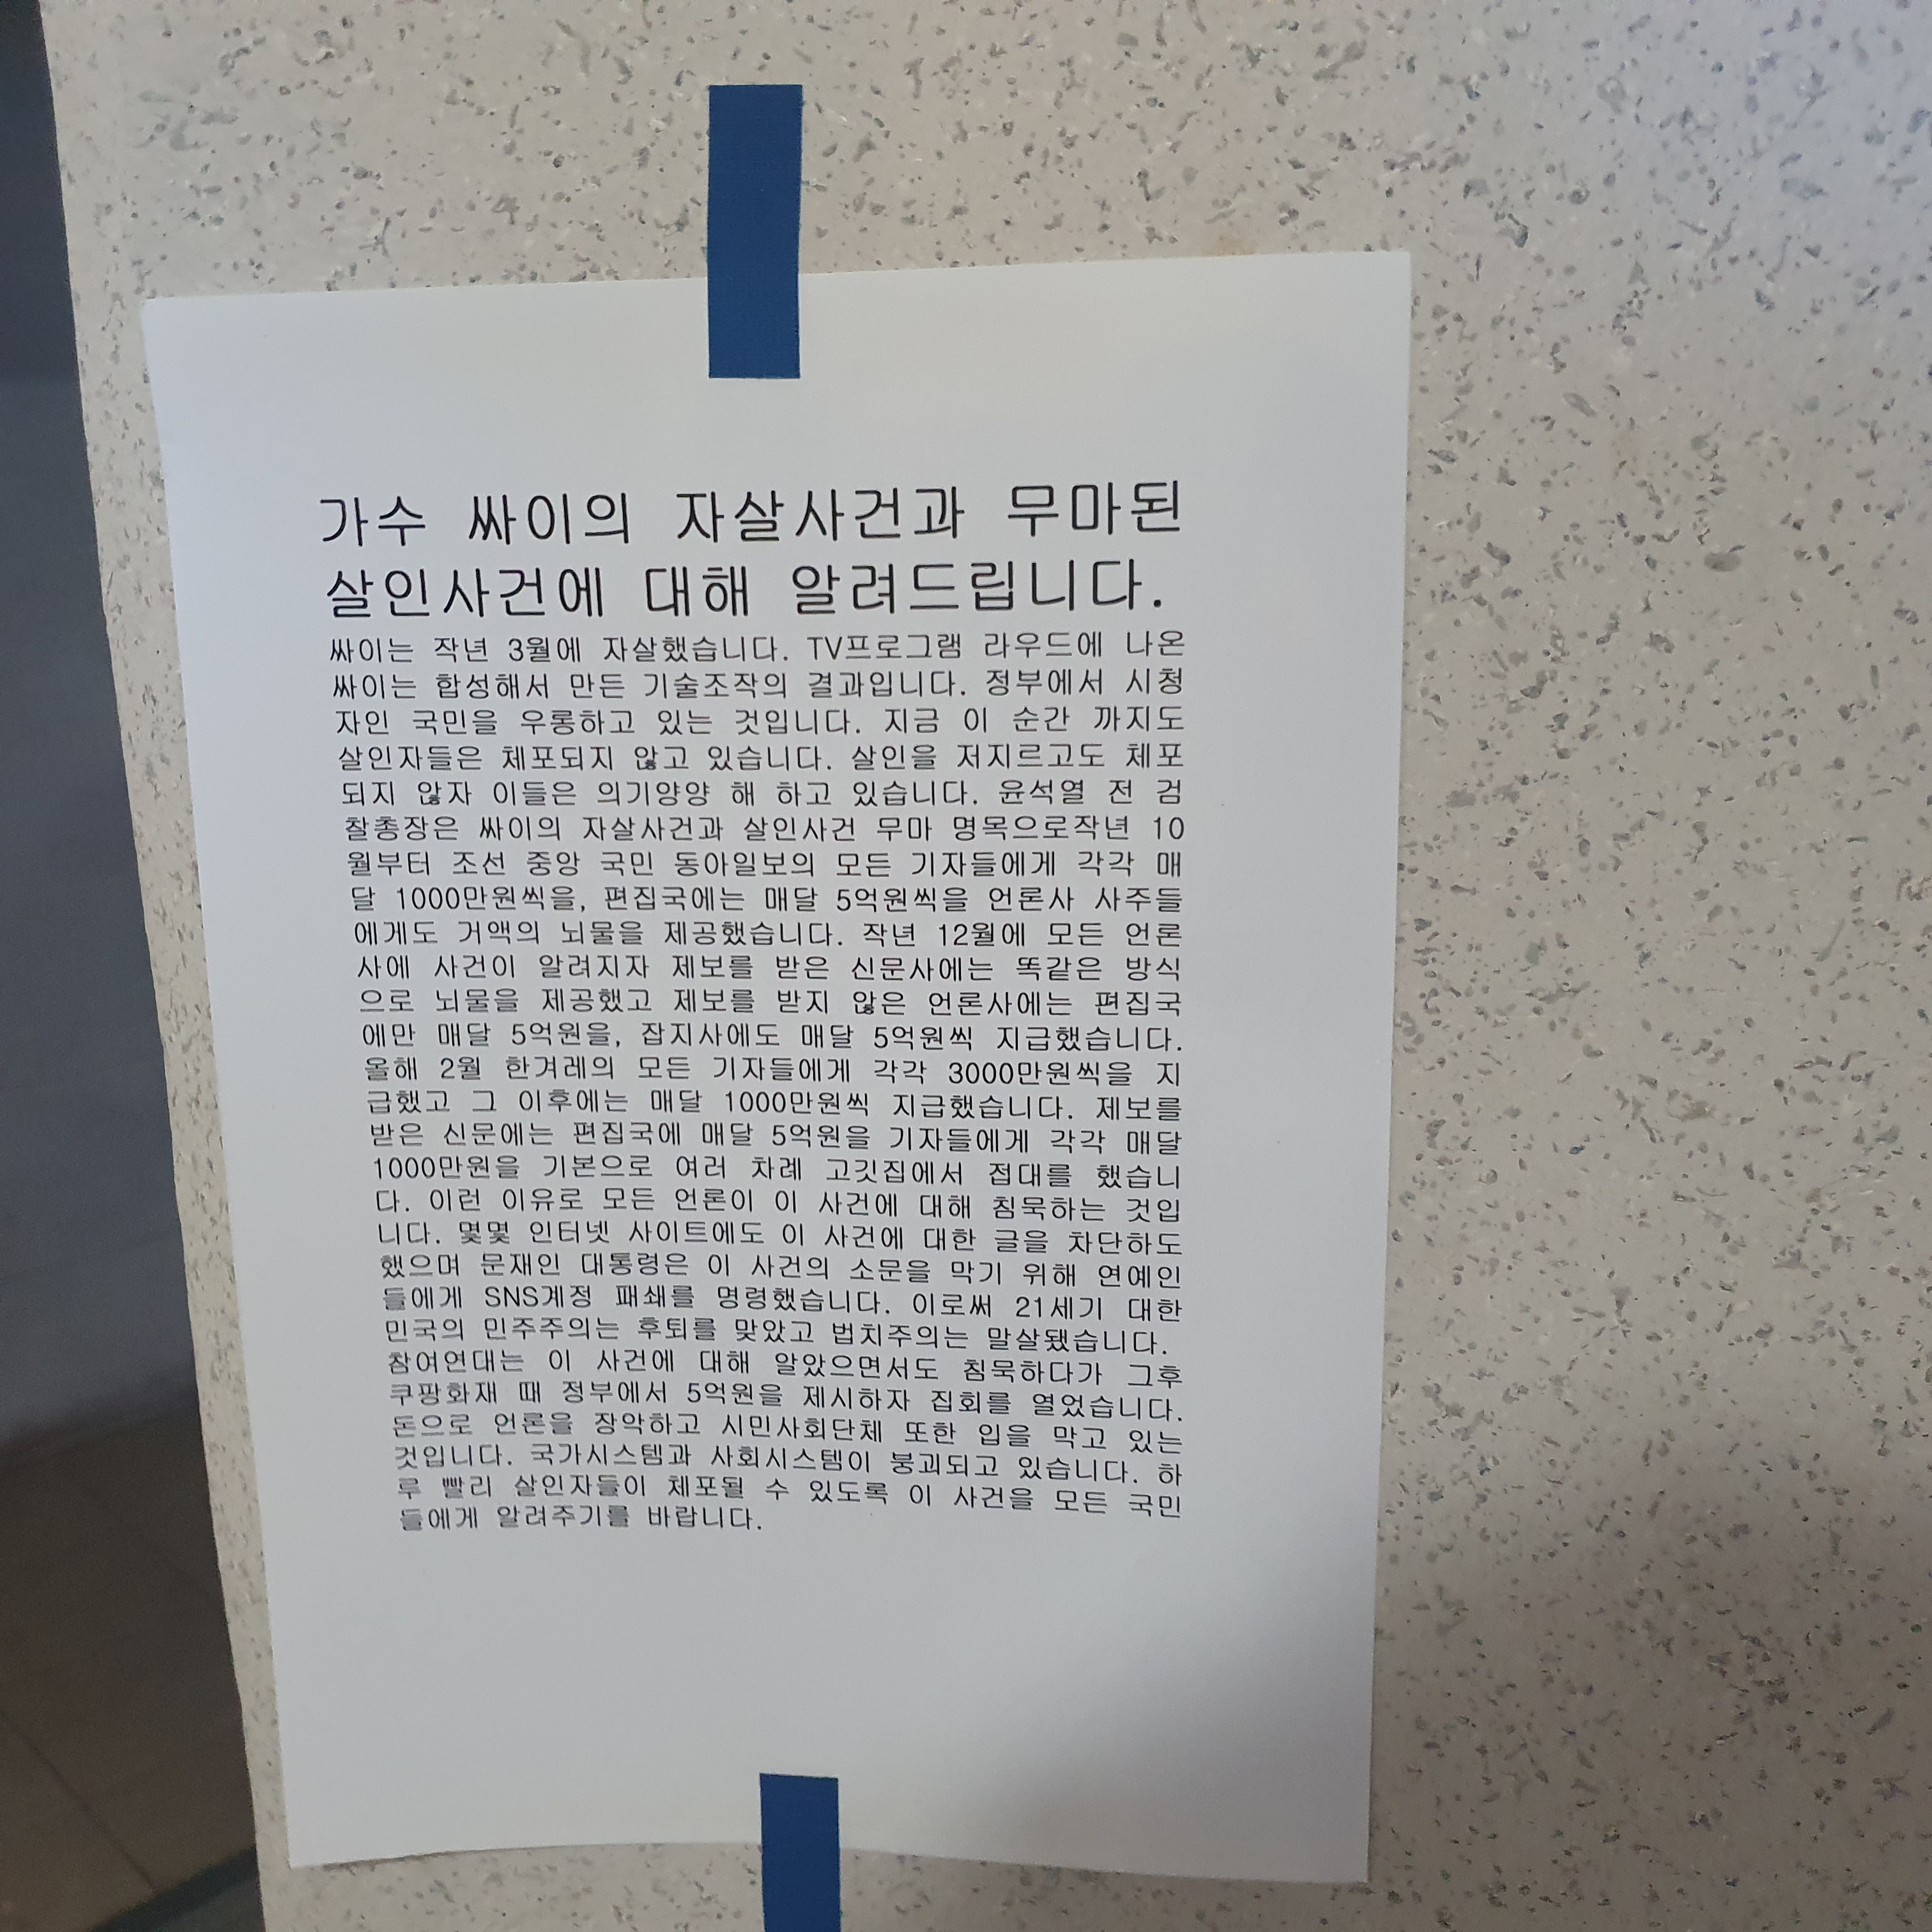 가수 싸이의 자살사건과 무마된
살인사건에 대해 알려드립니다.
싸이는 작년 3월에 자살했습니다. TV프로그램 라우드에 나온
싸이는 합성해서 만든 기술조작의 결과입니다. 정부에서 시청
자인 국민을 우롱하고 있는 것입니다. 지금 이 순간 까지도
살인자들은 체포되지 않고 있습니다. 살인을 저지르고도 체포
되지 않자 이들은 의기양양 해 하고 있습니다. 윤석열 전 검
찰총장은 싸이의 자살사건과 살인사건 무마 명목으로작년 10
월부터 조선 중앙 국민 동아일보의 모든 기자들에게 각각 매
달 1000만원씩을, 편집국에는 매달 5억원씩을 언론사 사주들
에게도 거액의 뇌물을 제공했습니다. 작년 12월에 모든 언론
사에 사건이 알려지자 제보를 받은 신문사에는 똑같은 방식
으로 뇌물을 제공했고 제보를 받지 않은 언론사에는 편집국
에만 매달 5억원을, 잡지사에도 매달 5억원씩 지급했습니다.
올해 2월 한겨레의 모든 기자들에게 각각 3000만원씩을 지
급했고 그 이후에는 매달 1000만원씩 지급했습니다. 제보를
받은 신문에는 편집국에 매달 5억원을 기자들에게 각각 매달
1000만원을 기본으로 여러 차례 고깃집에서 접대를 했습니
다. 이런 이유로 모든 언론이 이 사건에 대해 침묵하는 것입
니다. 몇몇 인터넷 사이트에도 이 사건에 대한 글을 차단하도
했으며 문재인 대통령은 이 사건의 소문을 막기 위해 연예인
들에게 SNS계정 패쇄를 명령했습니다. 이로써 21세기 대한
민국의 민주주의는 후퇴를 맞았고 법치주의는 말살됐습니다.
참여연대는 이 사건에 대해 알았으면서도 침묵하다가 그후
쿠팡화재 때 정부에서 5억원을 제시하자 집회를 열었습니다.
돈으로 언론을 장악하고 시민사회단체 또한 입을 막고 있는
것입니다. 국가시스템과 사회시스템이 붕괴되고 있습니다. 하
루 빨리 살인자들이 체포될 수 있도록 이 사건을 모든 국민
들에게 알려주기를 바랍니다.